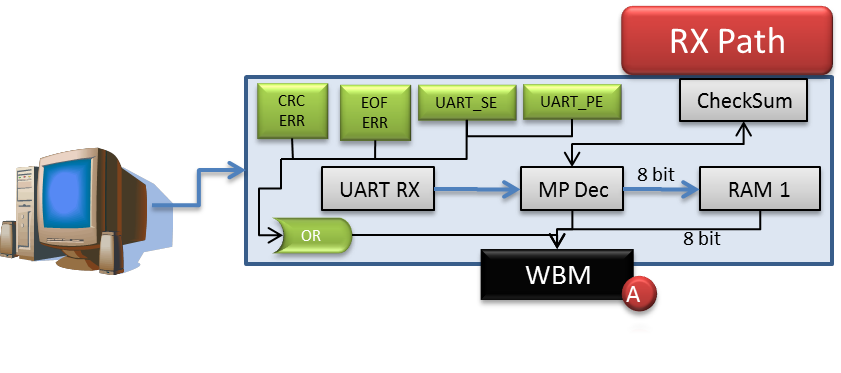 RX Path
CRC
ERR
EOF
ERR
UART_SE
UART_PE
CheckSum
UART RX
MP Dec
8 bit
RAM 1
OR
8 bit
WBM
A